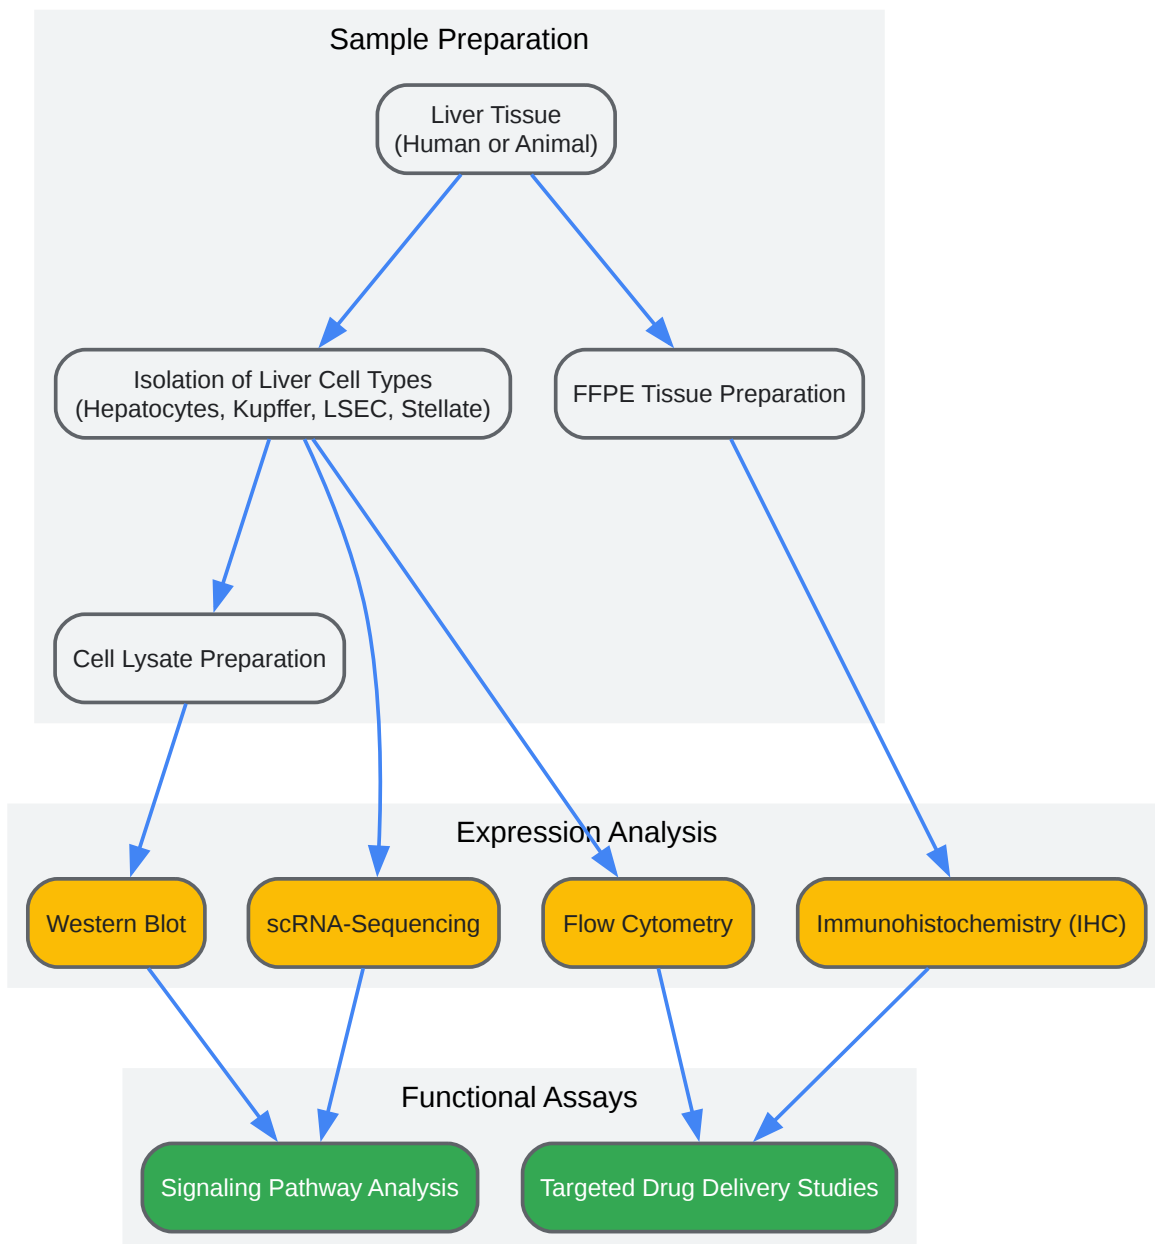 Sample Preparation
Liver Tissue
(Human or Animal)
Isolation of Liver Cell Types
(Hepatocytes, Kupffer, LSEC, Stellate)
FFPE Tissue Preparation
Cell Lysate Preparation
Expression Analysis
Western Blot
scRNA-Sequencing
Flow Cytometry
Immunohistochemistry (IHC)
Functional Assays
Signaling Pathway Analysis
Targeted Drug Delivery Studies